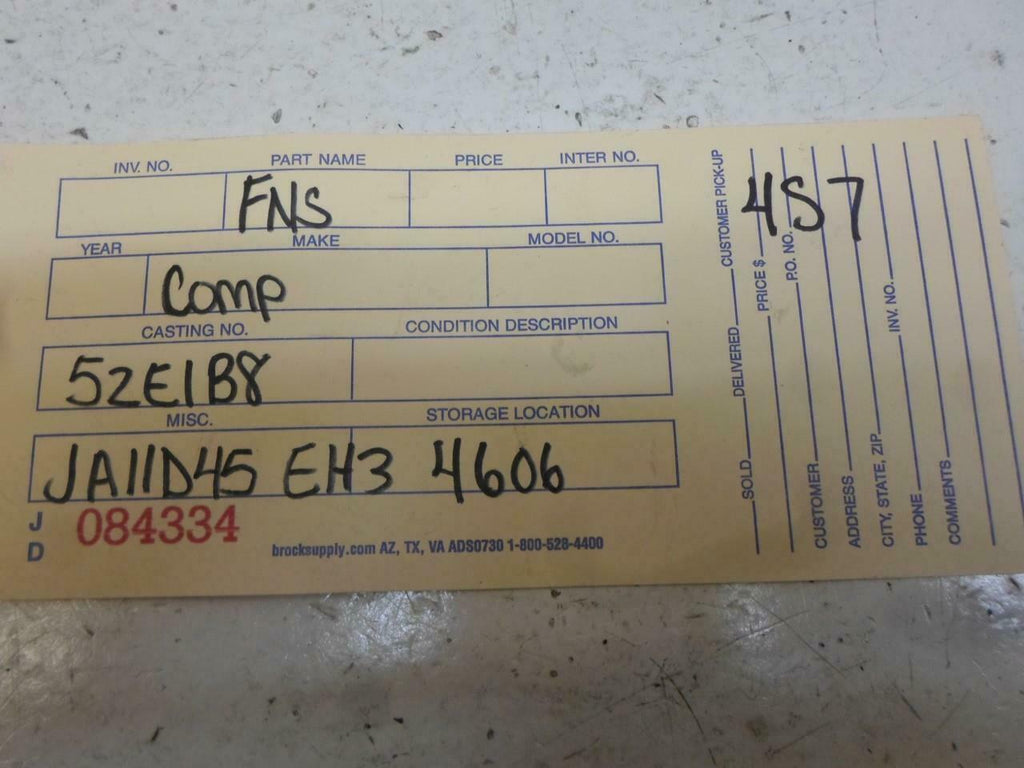 INV. NO. PART NAME PRICE INTER NO.
FNS
YEAR MAKE MODEL NO.
Comp
CASTING NO. CONDITION DESCRIPTION
52E1B8
MISC. STORAGE LOCATION
JA11D45 EH3 4606
JD 084334
brocksupply.com AZ, TX, VA ADS0730 1-800-528-4400
4S7
SOLD DELIVERED CUSTOMER PICK-UP
PRICE $
P.O. NO.
CUSTOMER
ADDRESS
CITY, STATE, ZIP
PHONE INV. NO.
COMMENTS